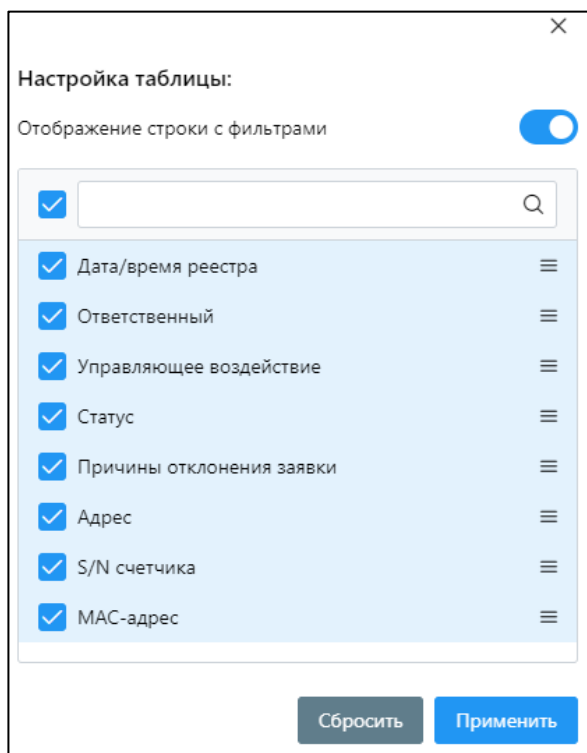 Настройка таблицы:
Отображение строки с фильтрами
Дата/время реестра
Ответственный
Управляющее воздействие
Статус
Причины отклонения заявки
Адрес
S/N счетчика
MAC-адрес
Сбросить Применить